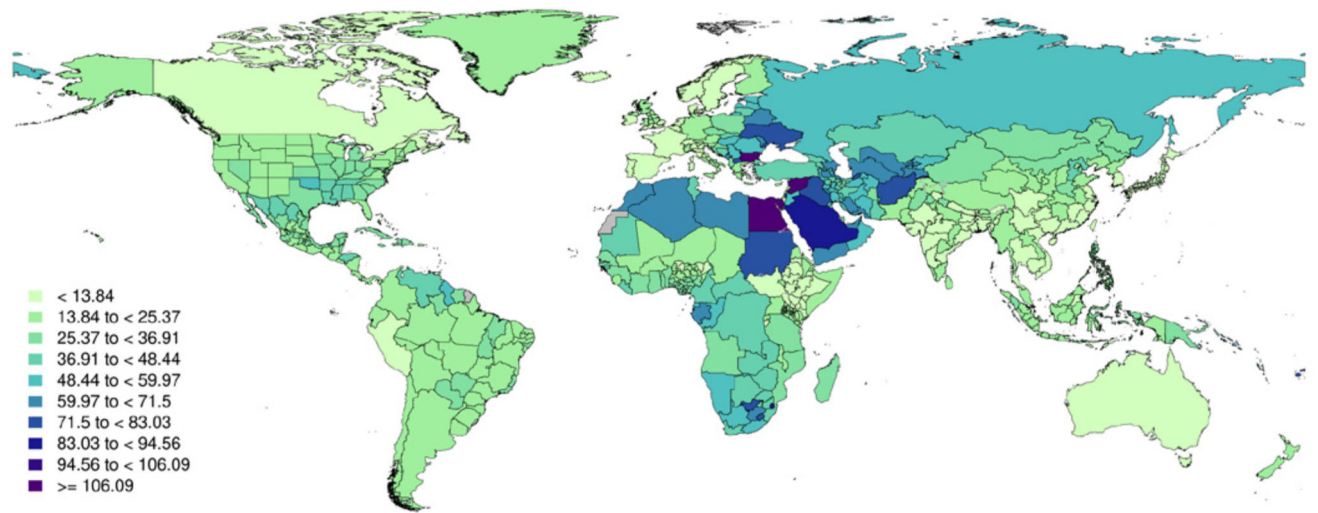 < 13.84
13.84 to < 25.37
25.37 to < 36.91
36.91 to < 48.44
48.44 to < 59.97
59.97 to < 71.5
71.5 to < 83.03
83.03 to < 94.56
94.56 to < 106.09
>= 106.09